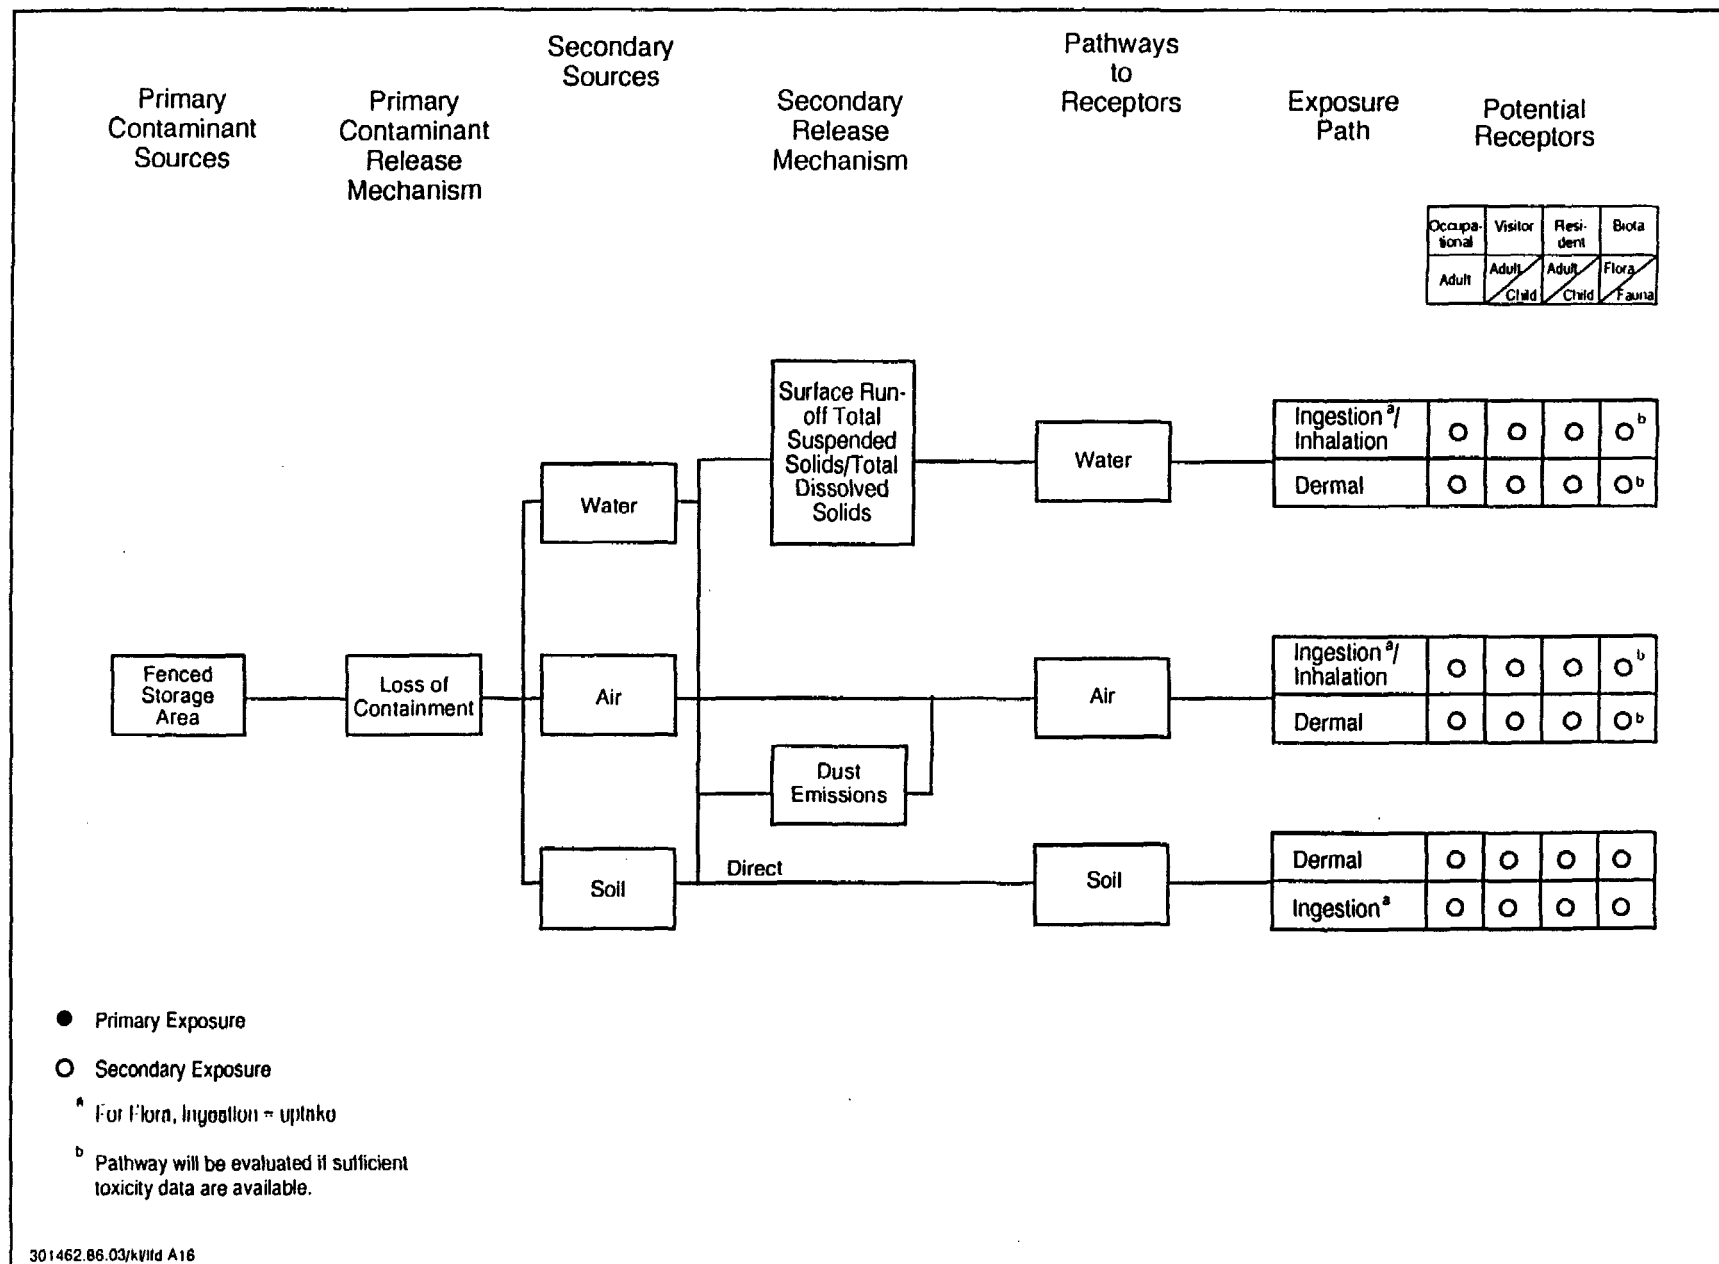 Primary
Contaminant
Sources
Primary
Contaminant
Release
Mechanism
Secondary
Sources
Secondary
Release
Mechanism
Pathways
to
Receptors
Exposure
Path
Potential
Receptors
Occupa-
tional
Visitor
Resi-
dent
Biota
Adult
Adult
Child
Adult
Child
Flora
Fauna
Surface Run-
off Total
Suspended
Solids/Total
Dissolved
Solids
Water
Water
Ingestion a/
Inhalation
b
Dermal
b
Fenced
Storage
Area
Loss of
Containment
Air
Air
Ingestion a/
Inhalation
b
Dermal
b
Dust
Emissions
Soil
Direct
Soil
Dermal
Ingestion a
Primary Exposure
Secondary Exposure
a For Flora, Ingestion = uptake
b Pathway will be evaluated if sufficient
toxicity data are available.
A16